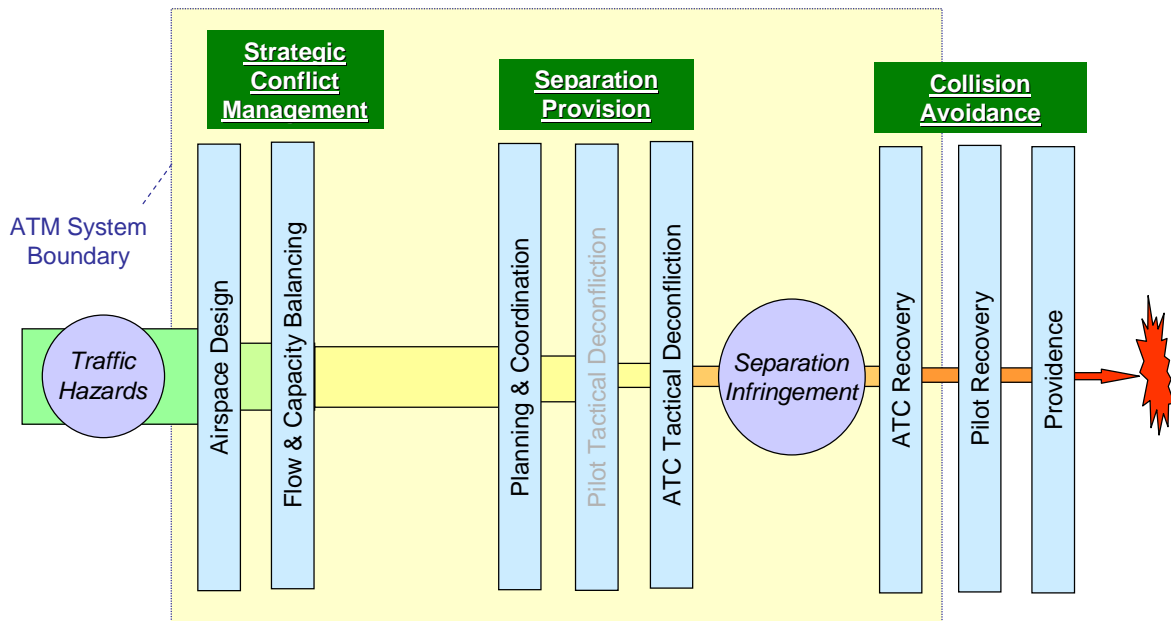 Strategic
Conflict
Management
Separation
Provision
Collision
Avoidance
ATM System
Boundary
Traffic
Hazards
Airspace Design
Flow & Capacity Balancing
Planning & Coordination
Pilot Tactical Deconfliction
ATC Tactical Deconfliction
Separation
Infringement
ATC Recovery
Pilot Recovery
Providence